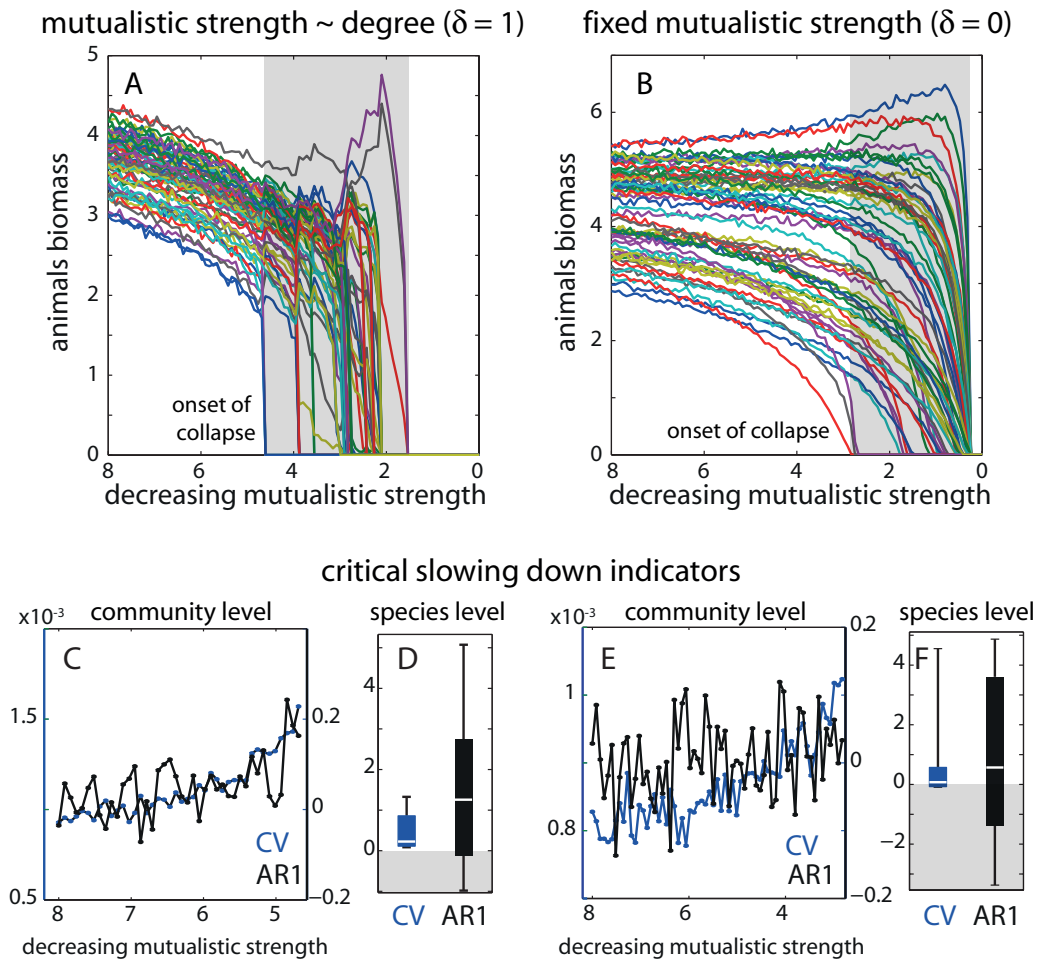 mutualistic strength ~ degree (δ = 1)
fixed mutualistic strength (δ = 0)
A
animals biomass
5
4
3
2
1
0
onset of
collapse
8 6 4 2 0
decreasing mutualistic strength
B
animals biomass
6
4
2
0
onset of collapse
8 6 4 2 0
decreasing mutualistic strength
critical slowing down indicators
community level
x10⁻³
C
1.5
1
0.5
0.2
0
−0.2
CV
AR1
8 7 6 5
decreasing mutualistic strength
species level
D
4
2
0
CV AR1
community level
x10⁻³
E
1
0.9
0.8
0.2
0
−0.2
CV
AR1
8 6 4
decreasing mutualistic strength
species level
F
4
2
0
−2
CV AR1